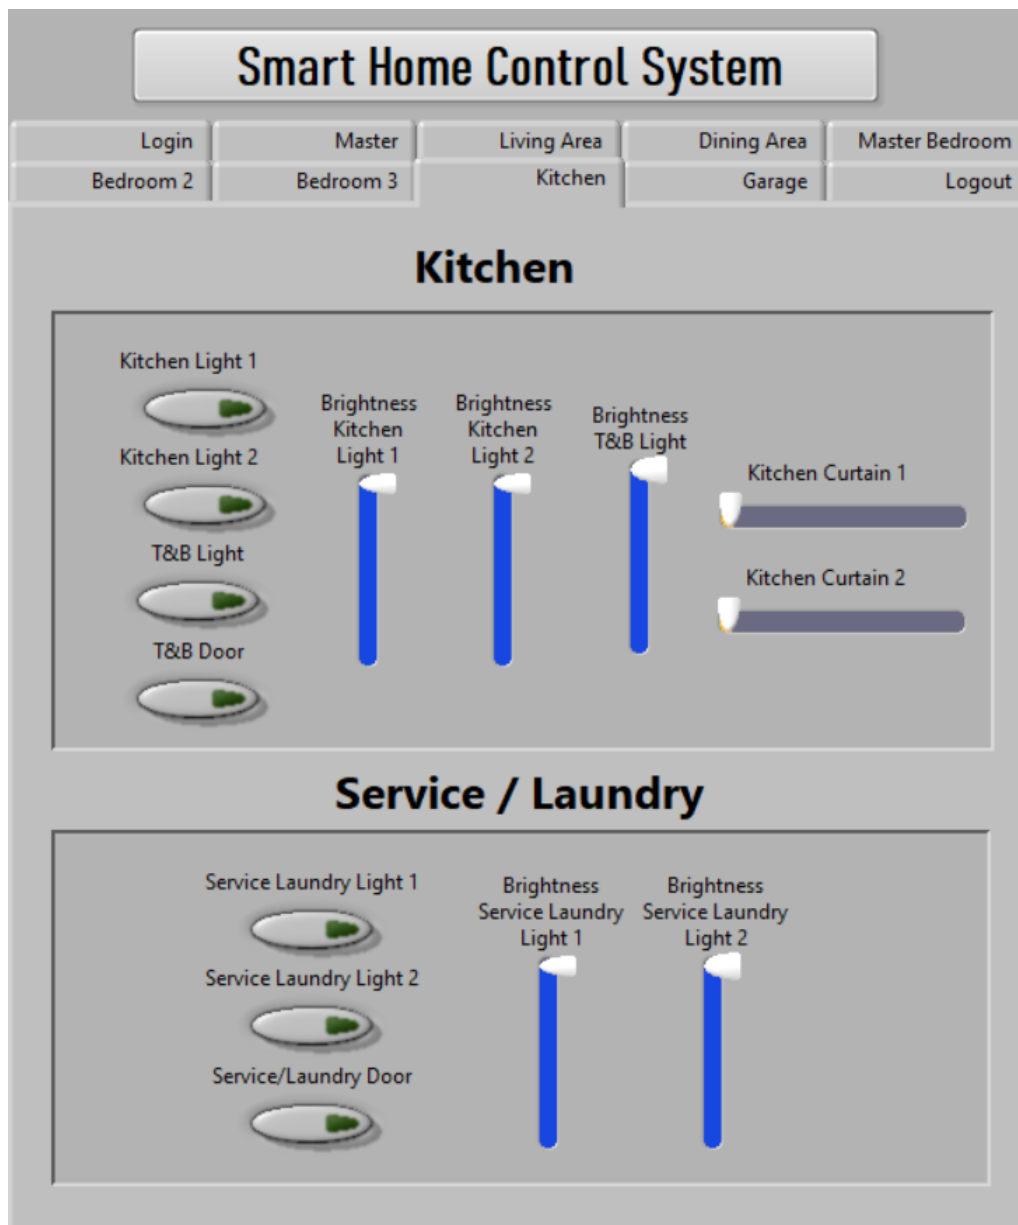 Smart Home Control System
Login
Master
Living Area
Dining Area
Master Bedroom
Bedroom 2
Bedroom 3
Kitchen
Garage
Logout
Kitchen
Kitchen Light 1
Kitchen Light 2
T&B Light
T&B Door
Brightness
Kitchen
Light 1
Brightness
Kitchen
Light 2
Brightness
T&B Light
Kitchen Curtain 1
Kitchen Curtain 2
Service / Laundry
Service Laundry Light 1
Service Laundry Light 2
Service/Laundry Door
Brightness
Service Laundry
Light 1
Brightness
Service Laundry
Light 2